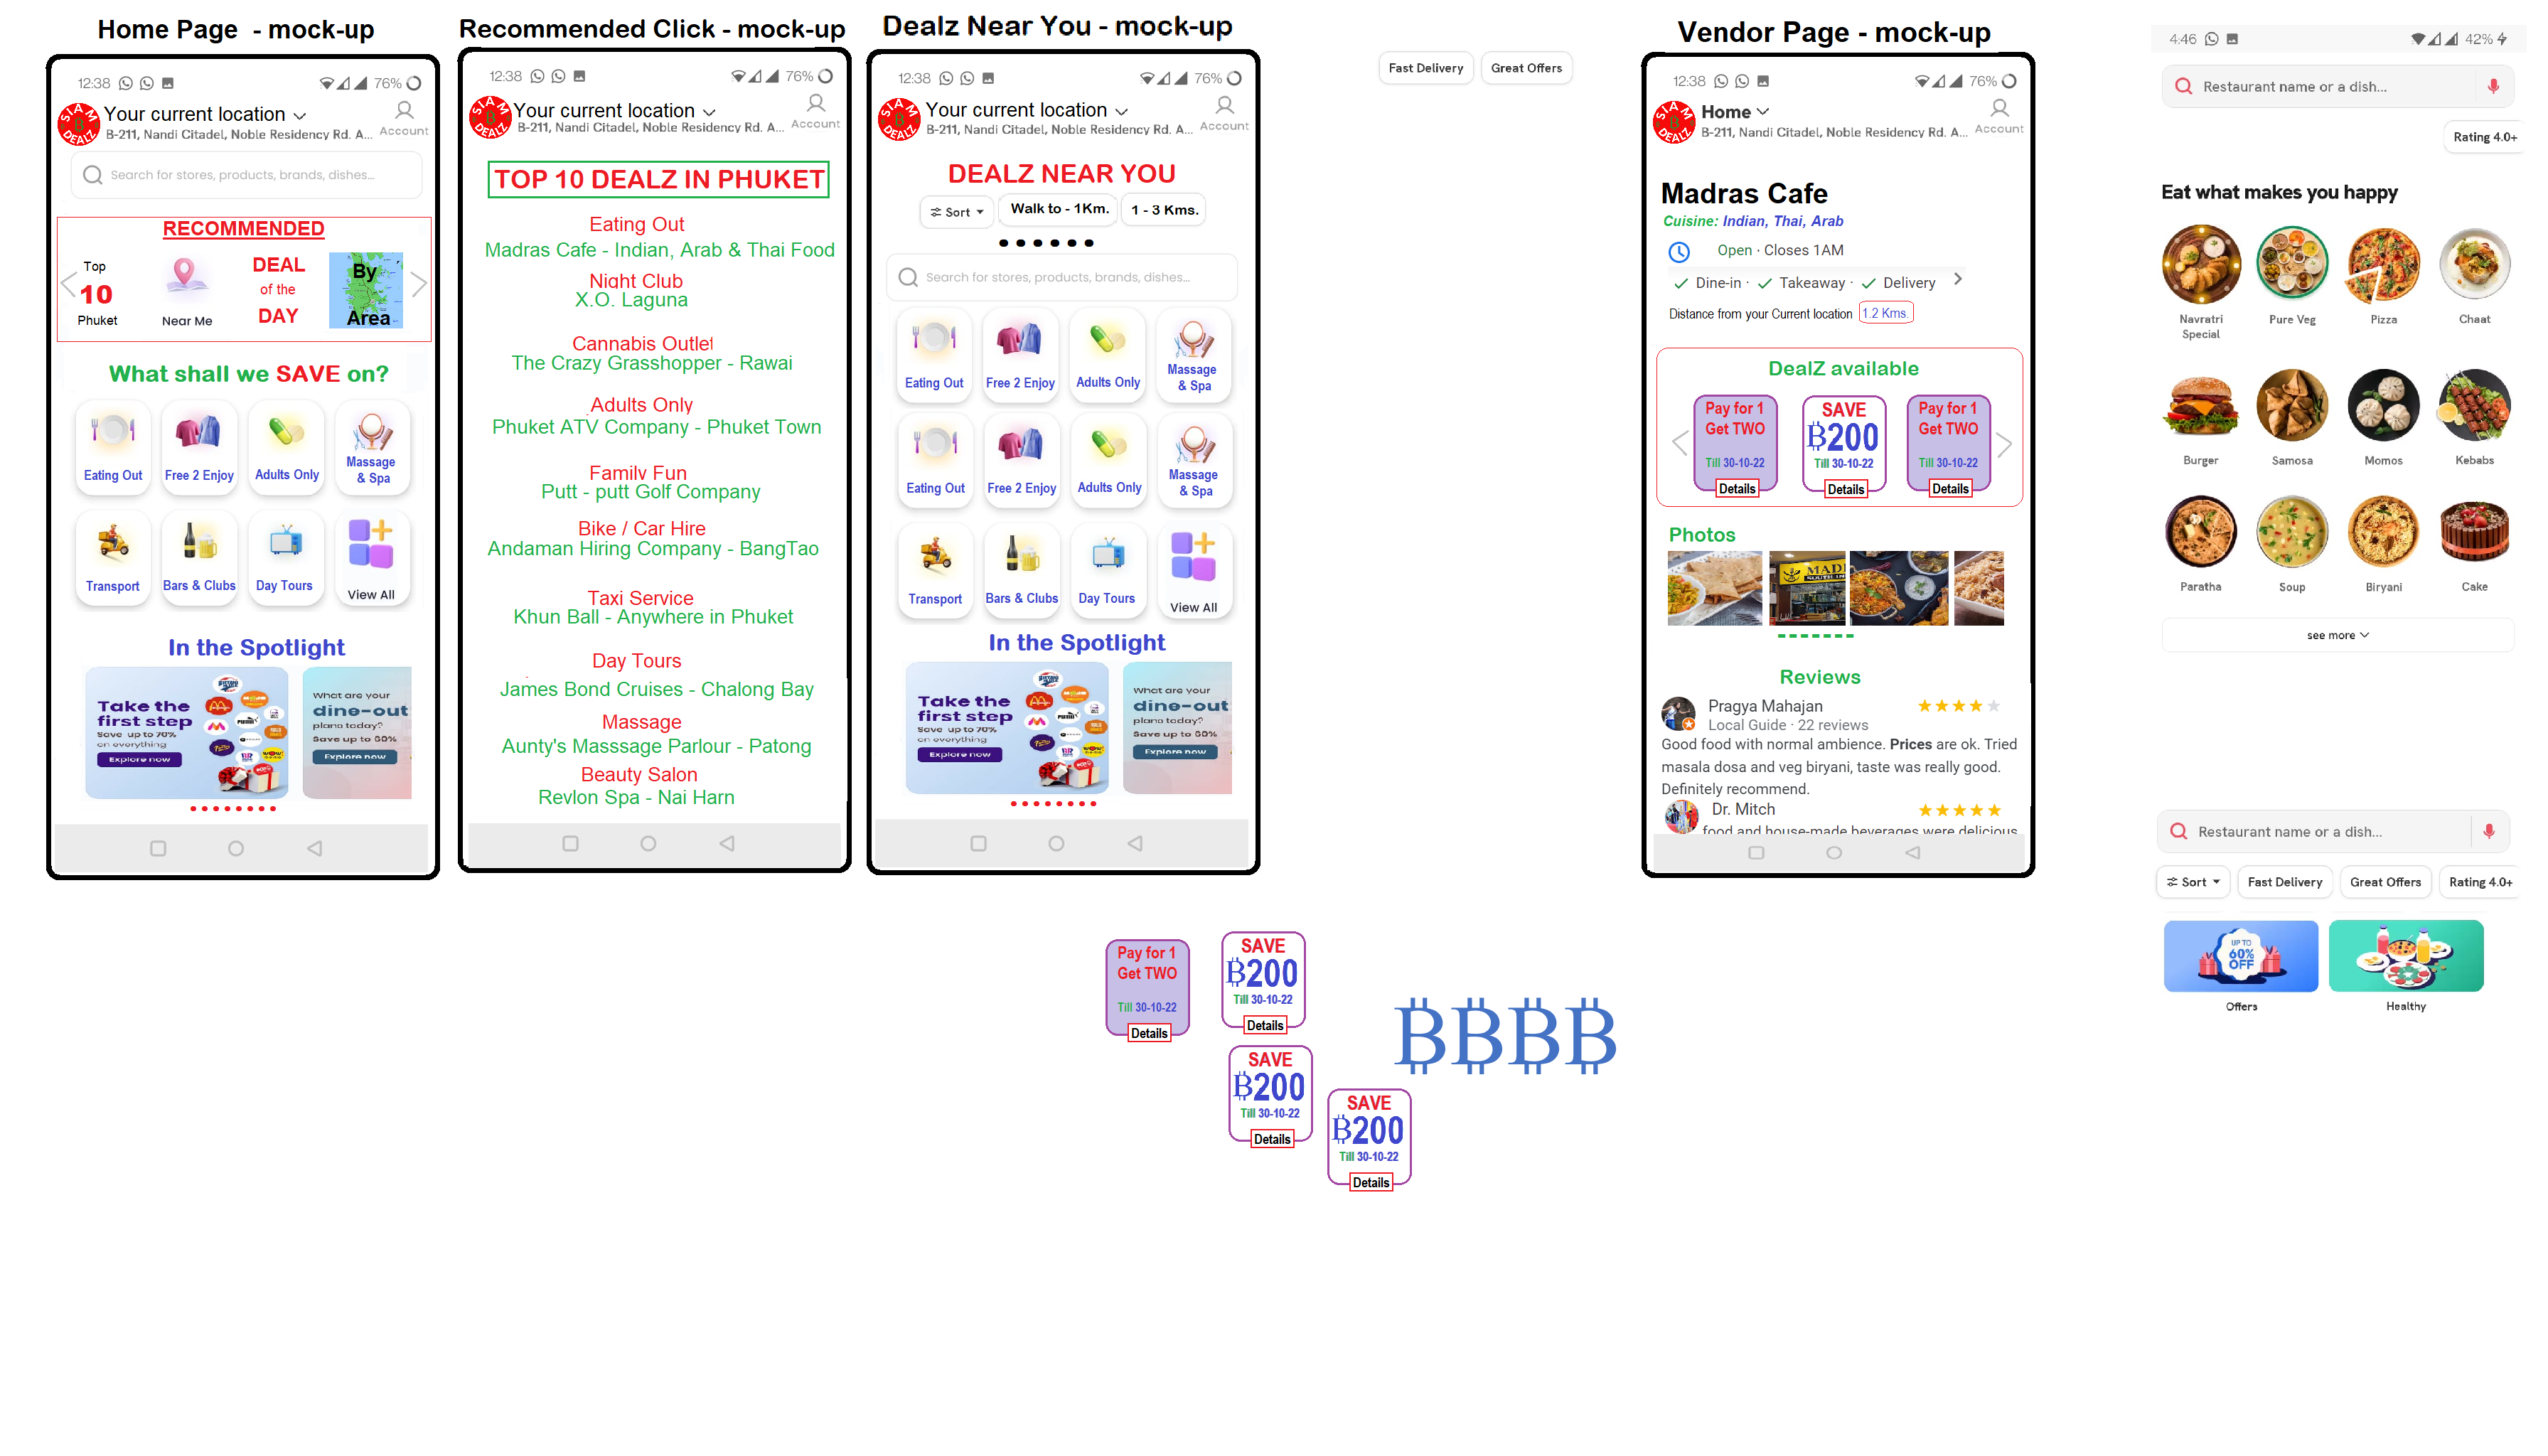 Home Page - mock-up
12:38
76%
SIAM
B
DEALZ
Your current location
B-211, Nandi Citadel, Noble Residency Rd. A...
Account
Search for stores, products, brands, dishes...
RECOMMENDED
Top
10
Phuket
Near Me
DEAL
of the
DAY
By
Area
What shall we SAVE on?
Eating Out
Free 2 Enjoy
Adults Only
Massage
& Spa
Transport
Bars & Clubs
Day Tours
View All
In the Spotlight
Take the
first step
Save up to 70%
on everything
Explore now
What are your
dine-out
plans today?
Save up to 60%
Explore now
Recommended Click - mock-up
12:38
76%
SIAM
B
DEALZ
Your current location
B-211, Nandi Citadel, Noble Residency Rd. A...
Account
TOP 10 DEALZ IN PHUKET
Eating Out
Madras Cafe - Indian, Arab & Thai Food
Night Club
X.O. Laguna
Cannabis Outlet
The Crazy Grasshopper - Rawai
Adults Only
Phuket ATV Company - Phuket Town
Family Fun
Putt - putt Golf Company
Bike / Car Hire
Andaman Hiring Company - BangTao
Taxi Service
Khun Ball - Anywhere in Phuket
Day Tours
James Bond Cruises - Chalong Bay
Massage
Aunty's Masssage Parlour - Patong
Beauty Salon
Revlon Spa - Nai Harn
Dealz Near You - mock-up
12:38
76%
SIAM
B
DEALZ
Your current location
B-211, Nandi Citadel, Noble Residency Rd. A...
Account
DEALZ NEAR YOU
Sort
Walk to - 1Km.
1 - 3 Kms.
Search for stores, products, brands, dishes...
Eating Out
Free 2 Enjoy
Adults Only
Massage
& Spa
Eating Out
Free 2 Enjoy
Adults Only
Massage
& Spa
Transport
Bars & Clubs
Day Tours
View All
In the Spotlight
Take the
first step
Save up to 70%
on everything
Explore now
What are your
dine-out
plans today?
Save up to 60%
Explore now
Fast Delivery
Great Offers
Vendor Page - mock-up
12:38
76%
SIAM
B
DEALZ
Home
B-211, Nandi Citadel, Noble Residency Rd. A...
Account
Madras Cafe
Cuisine: Indian, Thai, Arab
Open · Closes 1AM
Dine-in · Takeaway · Delivery
Distance from your Current location 1.2 Kms.
DealZ available
Pay for 1
Get TWO
Till 30-10-22
Details
SAVE
₿200
Till 30-10-22
Details
Pay for 1
Get TWO
Till 30-10-22
Details
Photos
MAD
SOUTH IN
Reviews
Pragya Mahajan
Local Guide · 22 reviews
Good food with normal ambience. Prices are ok. Tried
masala dosa and veg biryani, taste was really good.
Definitely recommend.
Dr. Mitch
food and house-made beverages were delicious
4:46
42%
Restaurant name or a dish...
Rating 4.0+
Eat what makes you happy
Navratri
Special
Pure Veg
Pizza
Chaat
Burger
Samosa
Momos
Kebabs
Paratha
Soup
Biryani
Cake
see more
Restaurant name or a dish...
Sort
Fast Delivery
Great Offers
Rating 4.0+
UP TO
60%
OFF
Offers
Healthy
Pay for 1
Get TWO
Till 30-10-22
Details
SAVE
₿200
Till 30-10-22
Details
SAVE
₿200
Till 30-10-22
Details
SAVE
₿200
Till 30-10-22
Details
₿₿₿₿